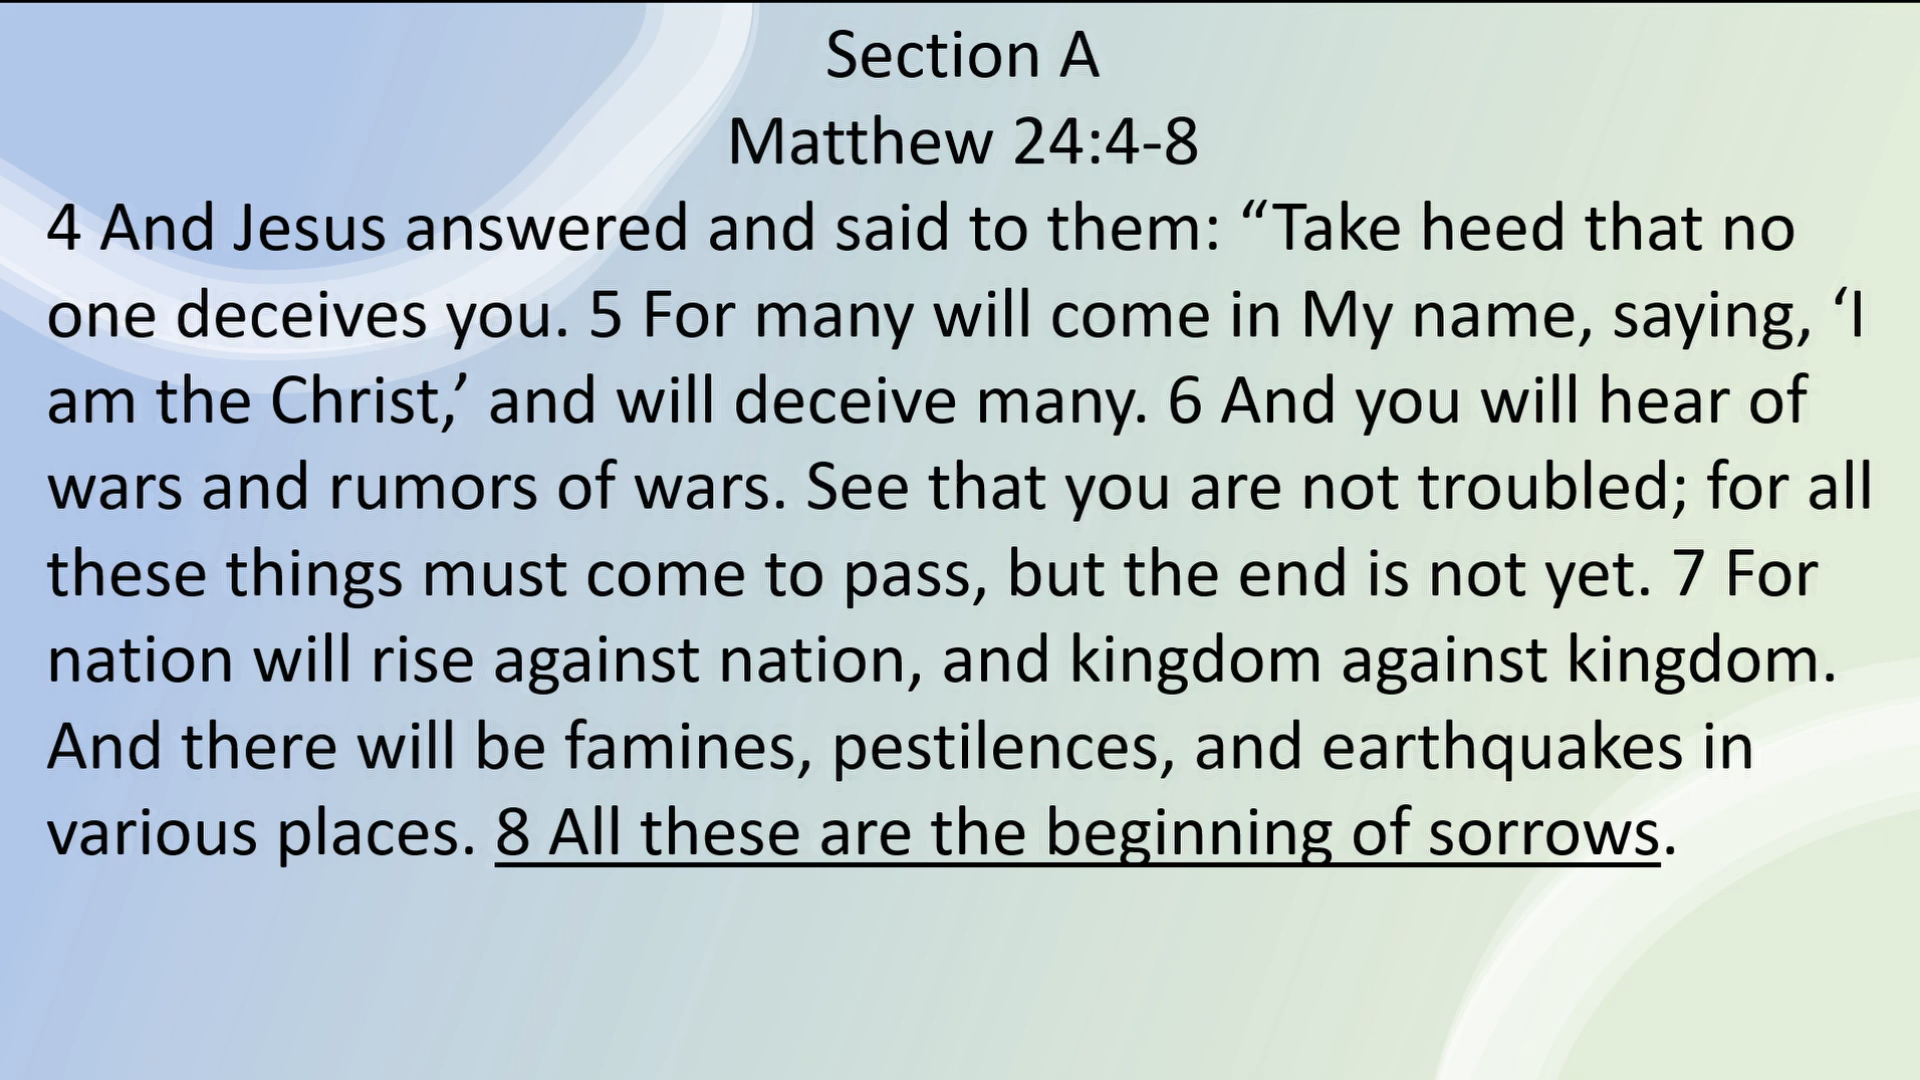 Section A
Matthew 24:4-8
4 And Jesus answered and said to them: “Take heed that no
one deceives you. 5 For many will come in My name, saying, ‘I
am the Christ,’ and will deceive many. 6 And you will hear of
wars and rumors of wars. See that you are not troubled; for all
these things must come to pass, but the end is not yet. 7 For
nation will rise against nation, and kingdom against kingdom.
And there will be famines, pestilences, and earthquakes in
various places. 8 All these are the beginning of sorrows.